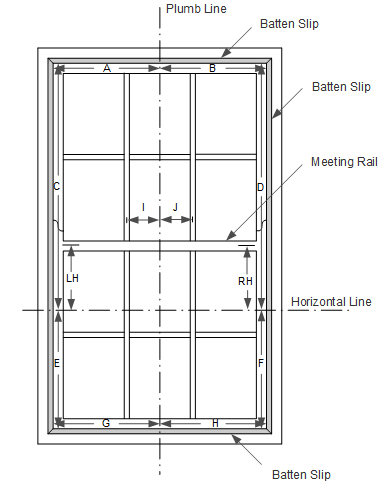 Plumb Line
Batten Slip
A
B
Batten Slip
Meeting Rail
C
D
I
J
LH
RH
Horizontal Line
E
F
G
H
Batten Slip